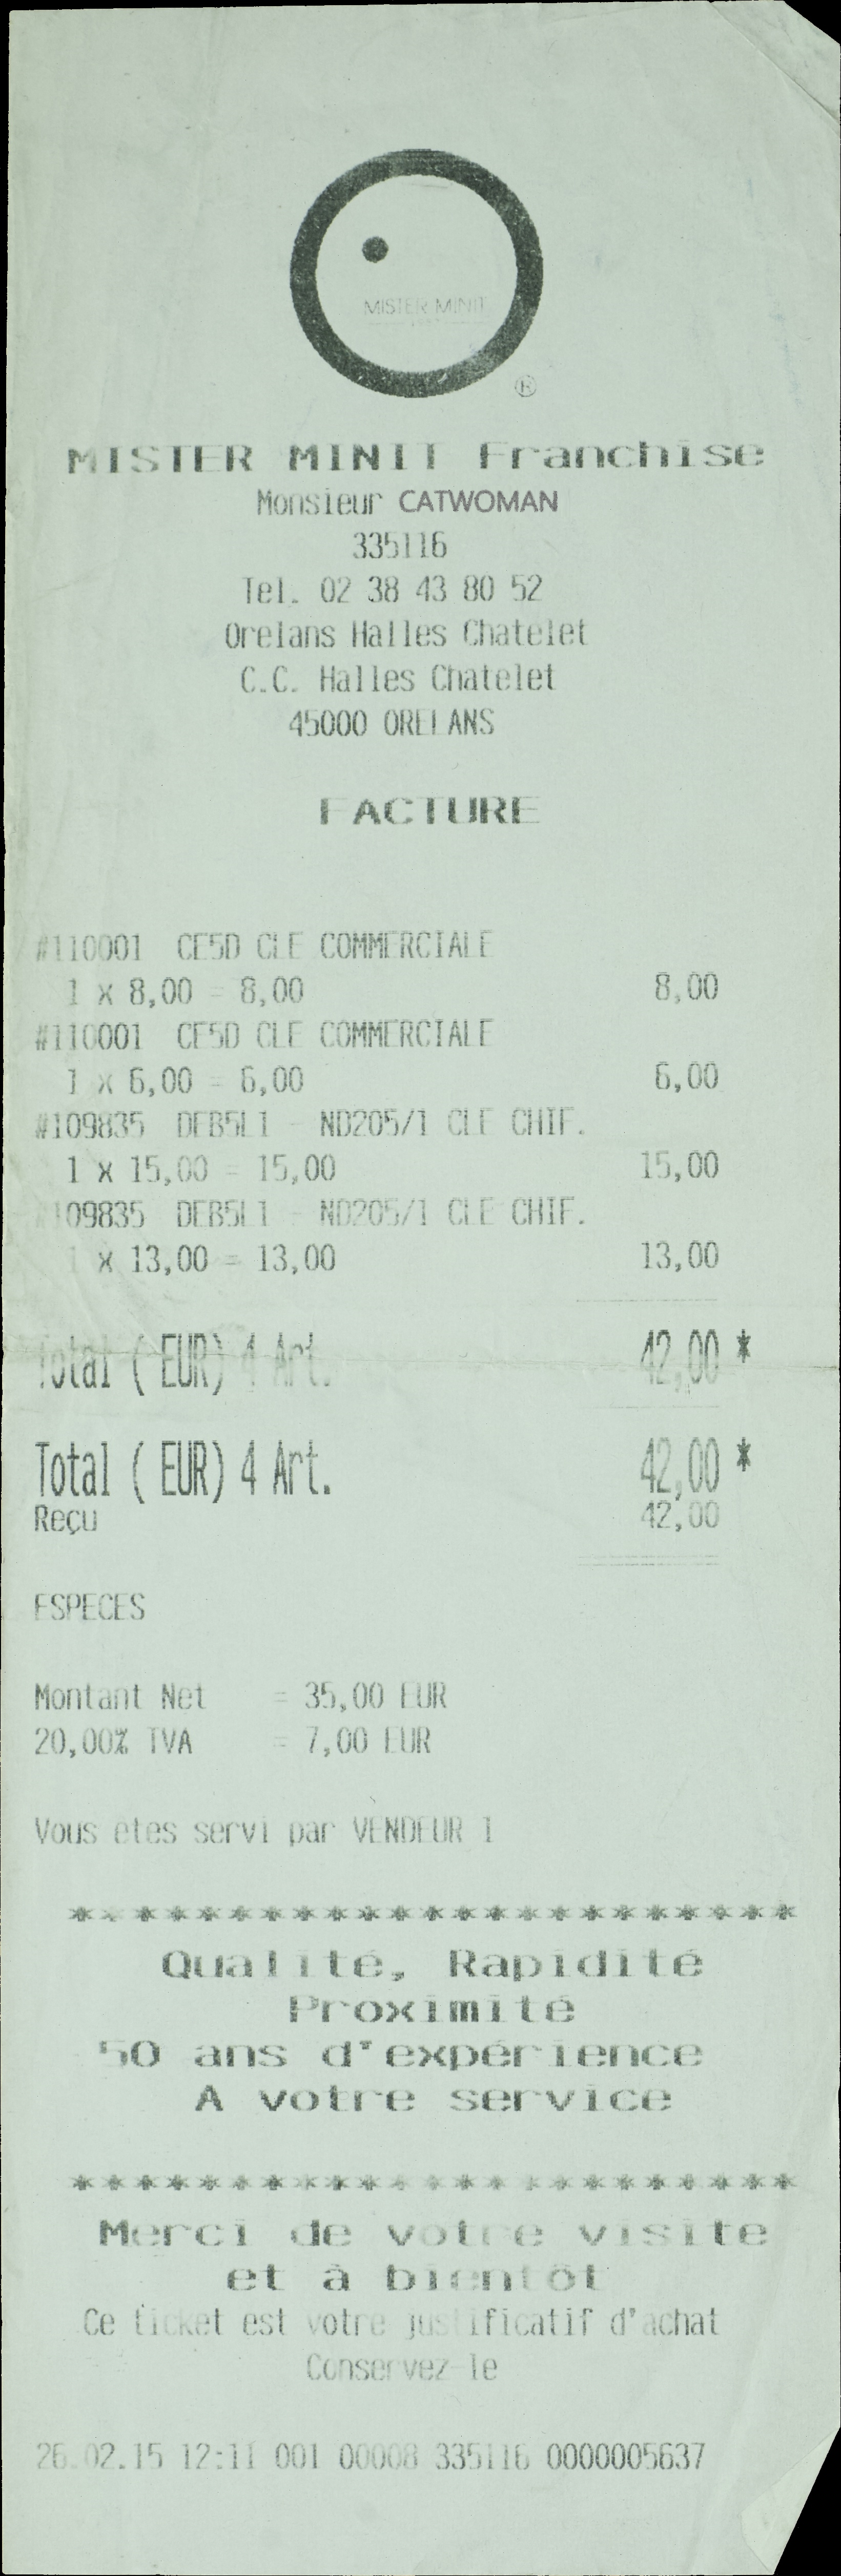 MISTER MINIT
®
MISTER MINIT Franchise
Monsieur CATWOMAN
335116
Tel. 02 38 43 80 52
Orelans Halles Chatelet
C.C. Halles Chatelet
45000 ORELANS
FACTURE
#110001 CE5D CLE COMMERCIALE
1 x 8,00 = 8,00 8,00
#110001 CE5D CLE COMMERCIALE
1 x 6,00 = 6,00 6,00
#109835 DEB5L1 - ND205/1 CLE CHIF.
1 x 15,00 = 15,00 15,00
#109835 DEB5L1 - ND205/1 CLE CHIF.
1 x 13,00 = 13,00 13,00
Total ( EUR) 4 Art. 42,00 *
Total ( EUR) 4 Art. 42,00 *
Reçu 42,00
ESPECES
Montant Net = 35,00 EUR
20,00% TVA = 7,00 EUR
Vous etes servi par VENDEUR 1
***********************
Qualité, Rapidité
Proximité
50 ans d'expérience
A votre service
***********************
Merci de votre visite
et à bientôt
Ce ticket est votre justificatif d'achat
Conservez-le
26.02.15 12:11 001 00008 335116 0000005637